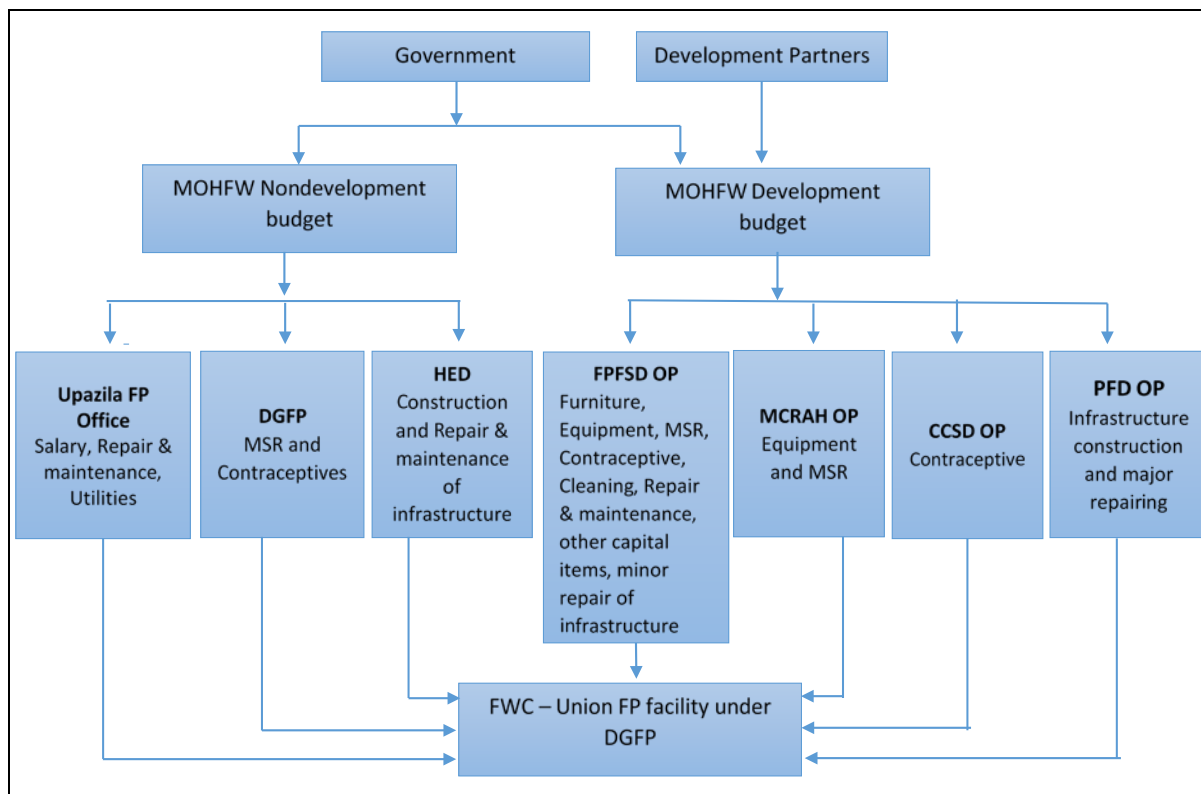 Government
Development Partners
MOHFW Nondevelopment
budget
MOHFW Development
budget
Upazila FP
Office
Salary, Repair &
maintenance,
Utilities
DGFP
MSR and
Contraceptives
HED
Construction
and Repair &
maintenance
of
infrastructure
FPFSD OP
Furniture,
Equipment, MSR,
Contraceptive,
Cleaning, Repair
& maintenance,
other capital
items, minor
repair of
infrastructure
MCRAH OP
Equipment
and MSR
CCSD OP
Contraceptive
PFD OP
Infrastructure
construction
and major
repairing
FWC – Union FP facility under
DGFP